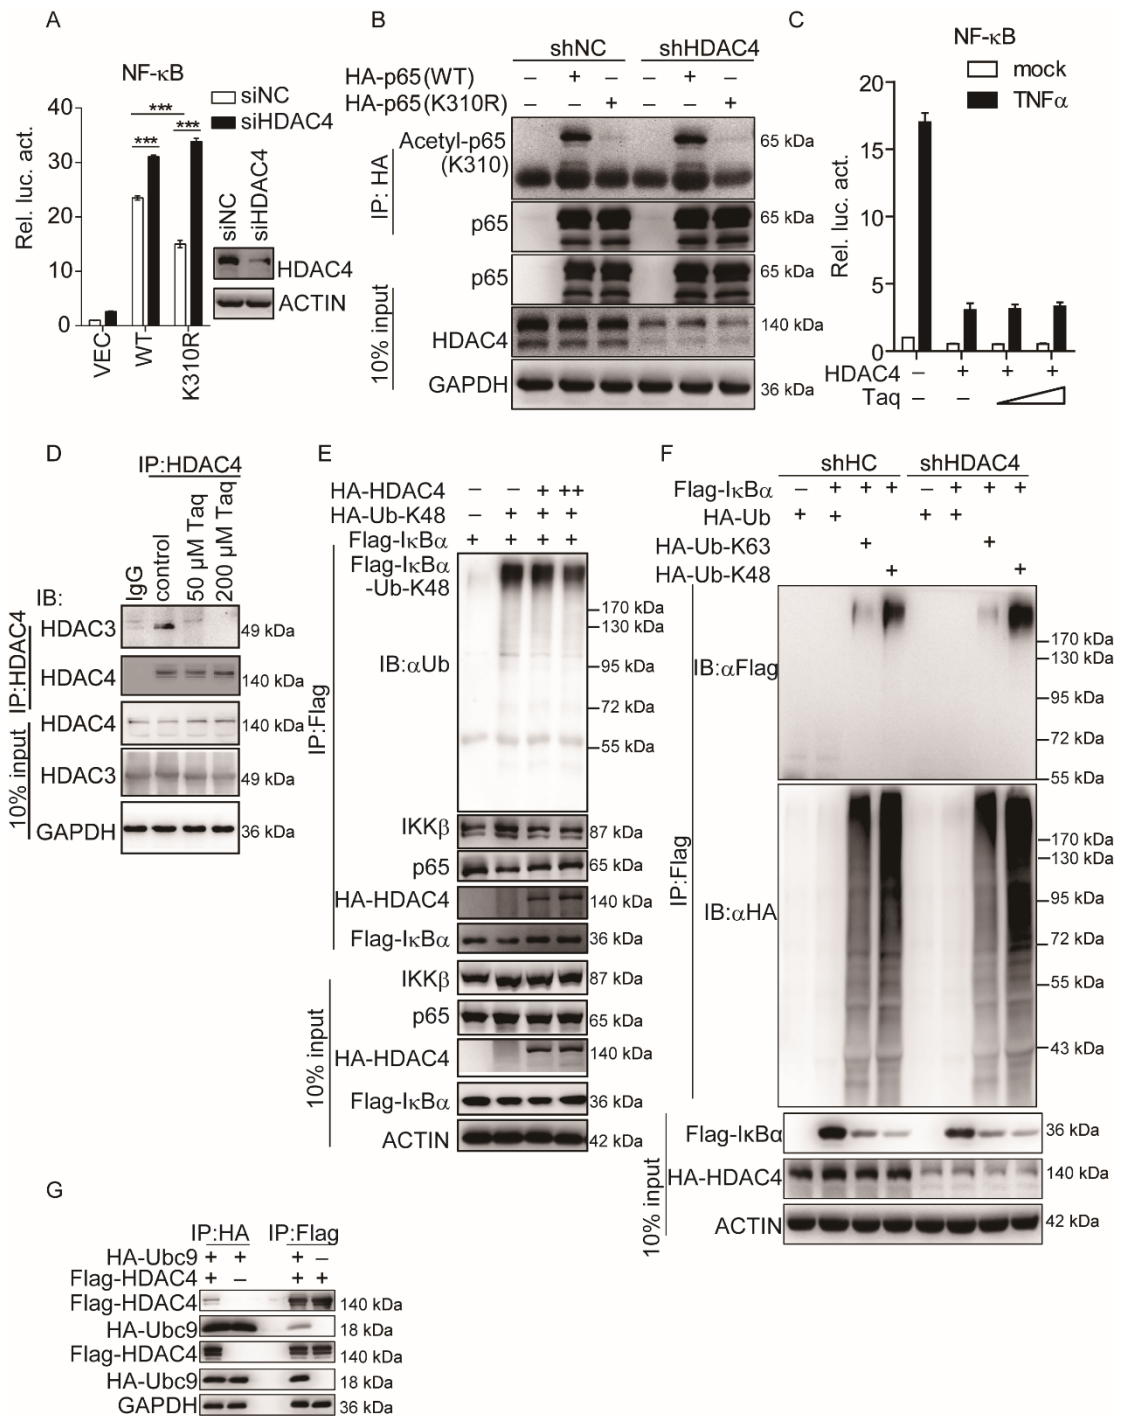 A
NF-κB
siNC
siHDAC4
***
***
***
Rel. luc. act.
40
30
20
10
0
VEC
WT
K310R
siNC
siHDAC4
HDAC4
ACTIN
B
shNC
shHDAC4
HA-p65(WT) – + – – + –
HA-p65(K310R) – – + – – +
IP: HA
Acetyl-p65
(K310)
65 kDa
p65
65 kDa
10% input
p65
65 kDa
HDAC4
140 kDa
GAPDH
36 kDa
C
NF-κB
mock
TNFα
Rel. luc. act.
20
15
10
5
0
HDAC4 – + + +
Taq – –
D
IP:HDAC4
IB:
IgG
control
50 µM Taq
200 µM Taq
IP:HDAC4
HDAC3
49 kDa
HDAC4
140 kDa
10% input
HDAC4
140 kDa
HDAC3
49 kDa
GAPDH
36 kDa
E
HA-HDAC4 – – + ++
HA-Ub-K48 – + + +
Flag-IκBα + + + +
IP:Flag
Flag-IκBα
-Ub-K48
IB:αUb
170 kDa
130 kDa
95 kDa
72 kDa
55 kDa
IKKβ
87 kDa
p65
65 kDa
HA-HDAC4
140 kDa
Flag-IκBα
36 kDa
10% input
IKKβ
87 kDa
p65
65 kDa
HA-HDAC4
140 kDa
Flag-IκBα
36 kDa
ACTIN
42 kDa
F
shHC
shHDAC4
Flag-IκBα – + + + – + + +
HA-Ub + + + +
HA-Ub-K63 + +
HA-Ub-K48 + +
IP:Flag
IB:αFlag
170 kDa
130 kDa
95 kDa
72 kDa
55 kDa
IB:αHA
170 kDa
130 kDa
95 kDa
72 kDa
55 kDa
43 kDa
10% input
Flag-IκBα
36 kDa
HA-HDAC4
140 kDa
ACTIN
42 kDa
G
IP:HA
IP:Flag
HA-Ubc9 + + + –
Flag-HDAC4 + – + +
Flag-HDAC4
140 kDa
HA-Ubc9
18 kDa
Flag-HDAC4
140 kDa
HA-Ubc9
18 kDa
GAPDH
36 kDa